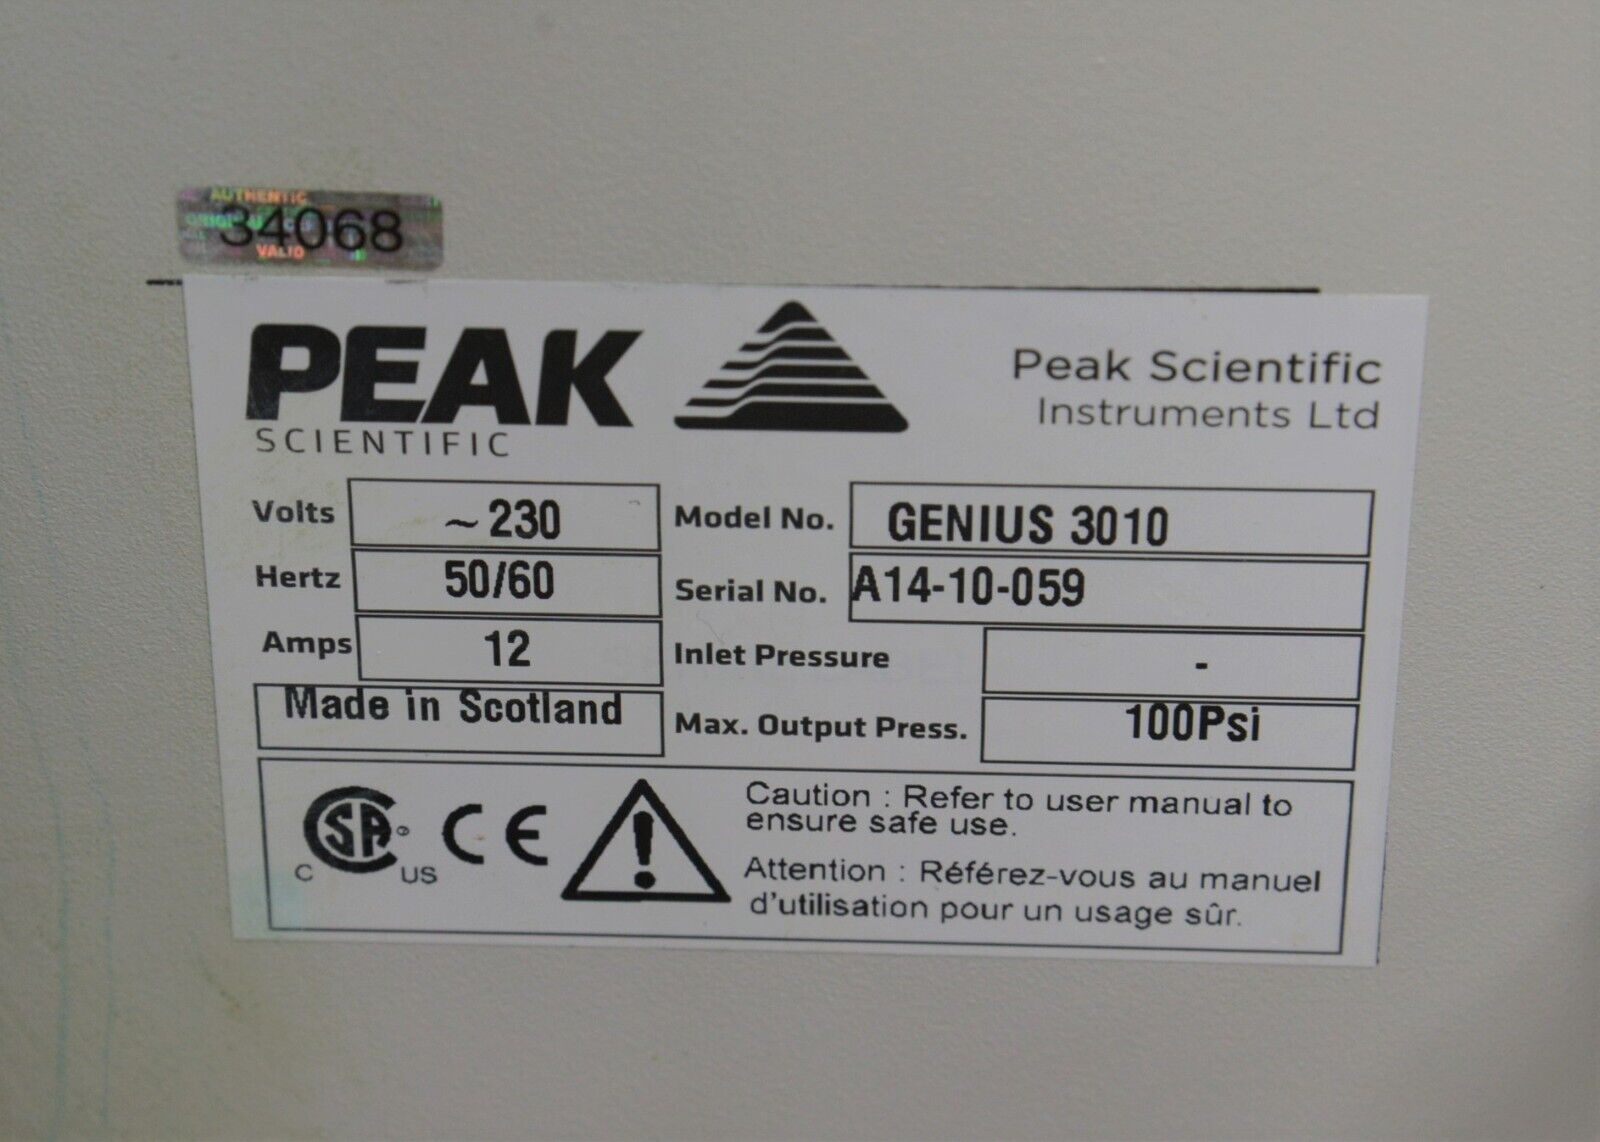 AUTHENTIC
34068
VALID
PEAK
SCIENTIFIC
Peak Scientific
Instruments Ltd
Volts ~230
Model No. GENIUS 3010
Hertz 50/60
Serial No. A14-10-059
Amps 12
Inlet Pressure -
Made in Scotland
Max. Output Press. 100Psi
CSA®
C US
CE
!
Caution : Refer to user manual to
ensure safe use.
Attention : Référez-vous au manuel
d'utilisation pour un usage sûr.